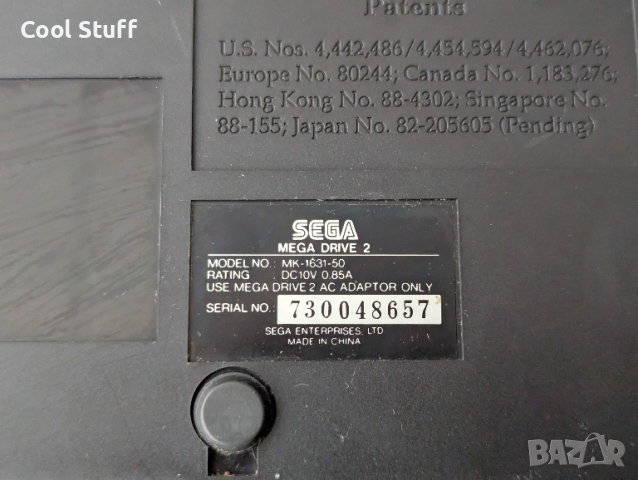 Cool Stuff
Patents
U.S. Nos. 4,442,486/4,454,594/4,462,076;
Europe No. 80244; Canada No. 1,183,276;
Hong Kong No. 88-4302; Singapore No.
88-155; Japan No. 82-205605 (Pending)
SEGA
MEGA DRIVE 2
MODEL NO. : MK-1631-50
RATING : DC10V 0.85A
USE MEGA DRIVE 2 AC ADAPTOR ONLY
SERIAL NO.: 730048657
SEGA ENTERPRISES, LTD
MADE IN CHINA
BAZAR
bg